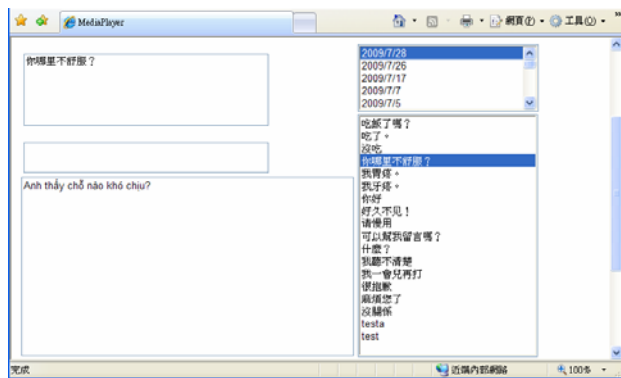 MediaPlayer
網頁(P)
工具(O)
你哪里不舒服？
Anh thấy chỗ nào khó chịu?
2009/7/28
2009/7/26
2009/7/17
2009/7/7
2009/7/5
吃飯了嗎？
吃了。
沒吃
你哪里不舒服？
我胃疼。
我牙疼。
你好
好久不见！
请慢用
可以幫我留言嗎？
什麼？
我聽不清楚
我一會兒再打
很抱歉
麻煩您了
沒關係
testa
test
完成
近端內部網路
100%